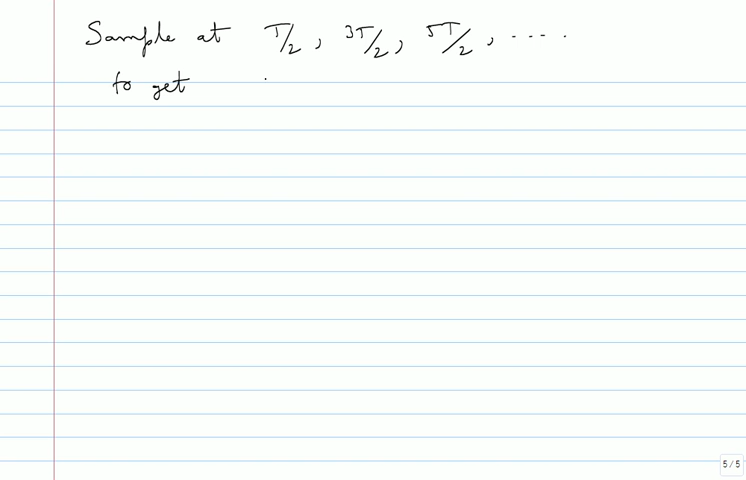 Sample at T/2, 3T/2, 5T/2, ....
to get
5/5